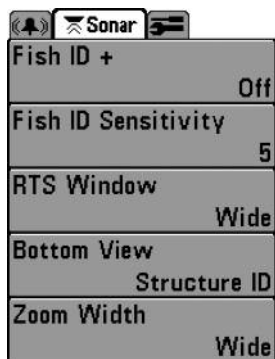 Sonar
Fish ID +
Off
Fish ID Sensitivity
5
RTS Window
Wide
Bottom View
Structure ID
Zoom Width
Wide